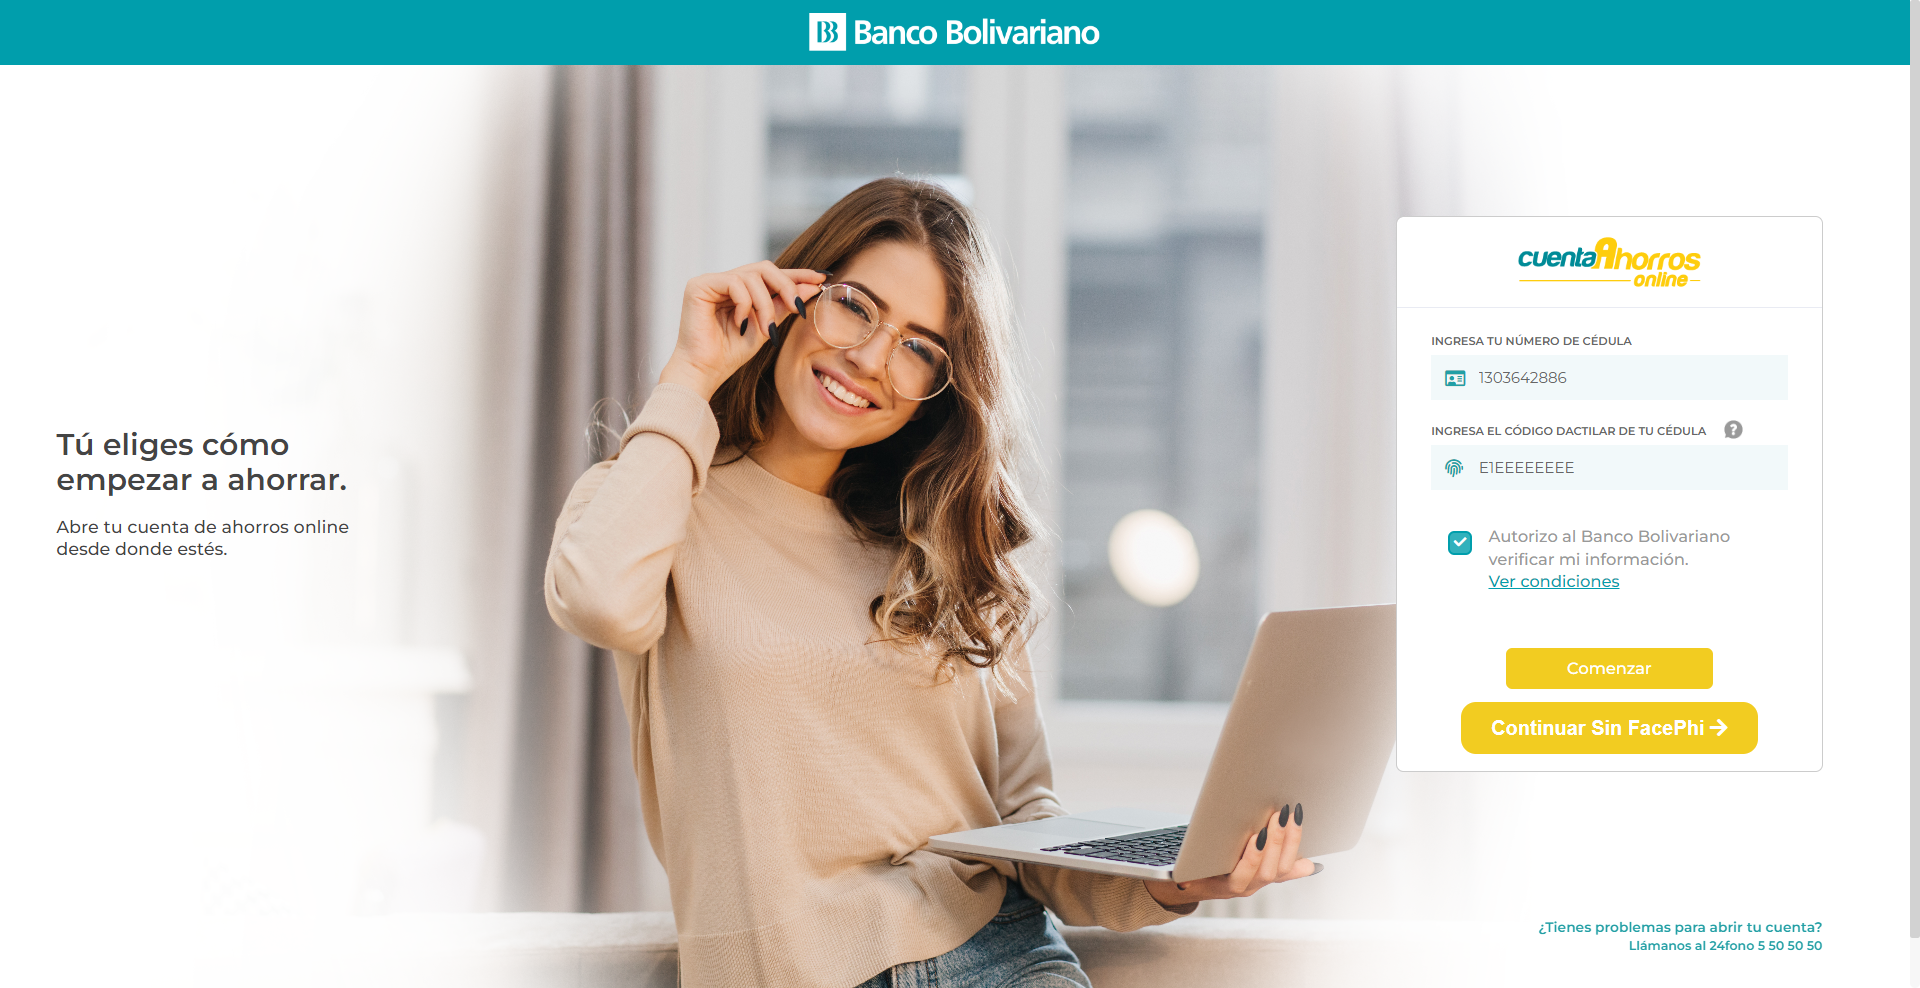 Banco Bolivariano
Tú eliges cómo
empezar a ahorrar.
Abre tu cuenta de ahorros online
desde donde estés.
cuentaAhorros
online
INGRESA TU NÚMERO DE CÉDULA
1303642886
INGRESA EL CÓDIGO DACTILAR DE TU CÉDULA
?
E1EEEEEEEE
Autorizo al Banco Bolivariano
verificar mi información.
Ver condiciones
Comenzar
Continuar Sin FacePhi
¿Tienes problemas para abrir tu cuenta?
Llámanos al 24fono 5 50 50 50